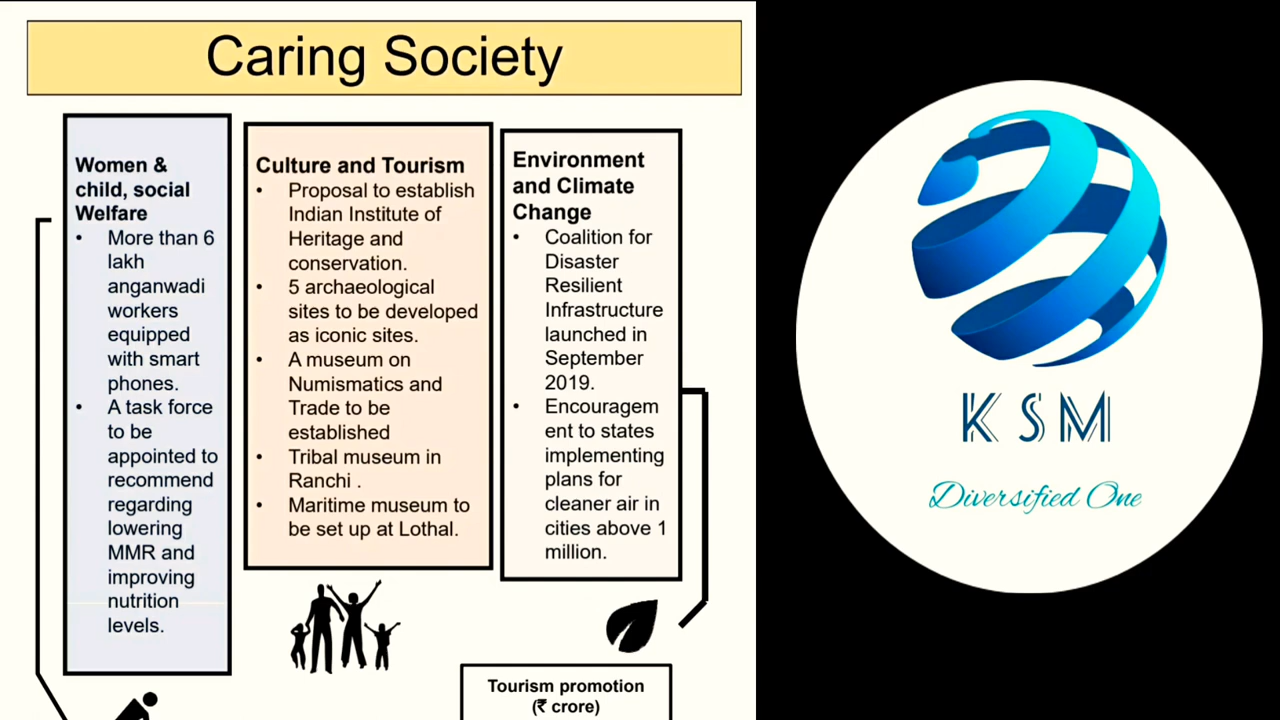 Caring Society
Women &
child, social
Welfare
• More than 6
lakh
anganwadi
workers
equipped
with smart
phones.
• A task force
to be
appointed to
recommend
regarding
lowering
MMR and
improving
nutrition
levels.
Culture and Tourism
• Proposal to establish
Indian Institute of
Heritage and
conservation.
• 5 archaeological
sites to be developed
as iconic sites.
• A museum on
Numismatics and
Trade to be
established
• Tribal museum in
Ranchi .
• Maritime museum to
be set up at Lothal.
Environment
and Climate
Change
• Coalition for
Disaster
Resilient
Infrastructure
launched in
September
2019.
• Encouragem
ent to states
implementing
plans for
cleaner air in
cities above 1
million.
Tourism promotion
(₹ crore)
KSM
Diversified One